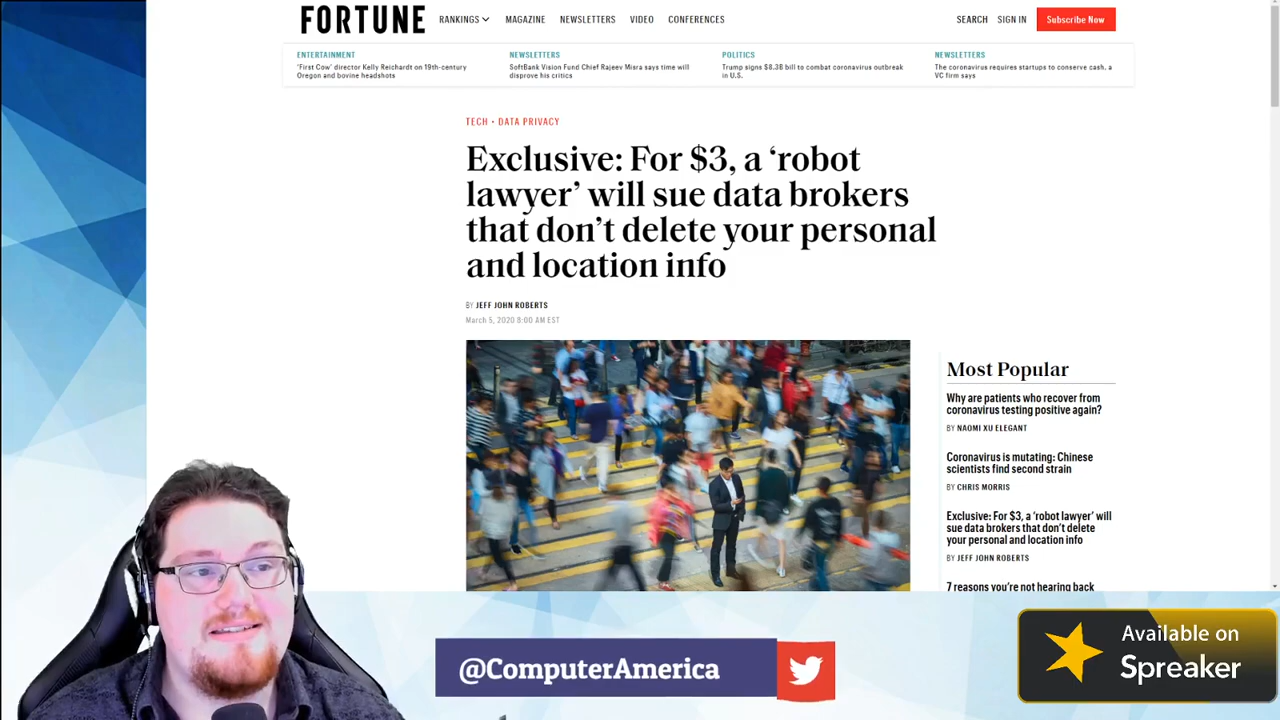 FORTUNE
RANKINGS MAGAZINE NEWSLETTERS VIDEO CONFERENCES SEARCH SIGN IN Subscribe Now
ENTERTAINMENT
'First Cow' director Kelly Reichardt on 19th-century
Oregon and bovine headshots
NEWSLETTERS
SoftBank Vision Fund Chief Rajeev Misra says time will
disprove his critics
POLITICS
Trump signs $8.3B bill to combat coronavirus outbreak
in U.S.
NEWSLETTERS
The coronavirus requires startups to conserve cash, a
VC firm says
TECH • DATA PRIVACY
Exclusive: For $3, a ‘robot
lawyer’ will sue data brokers
that don’t delete your personal
and location info
BY JEFF JOHN ROBERTS
March 5, 2020 8:00 AM EST
Most Popular
Why are patients who recover from
coronavirus testing positive again?
BY NAOMI XU ELEGANT
Coronavirus is mutating: Chinese
scientists find second strain
BY CHRIS MORRIS
Exclusive: For $3, a ‘robot lawyer’ will
sue data brokers that don’t delete
your personal and location info
BY JEFF JOHN ROBERTS
7 reasons you’re not hearing back
@ComputerAmerica
Available on
Spreaker